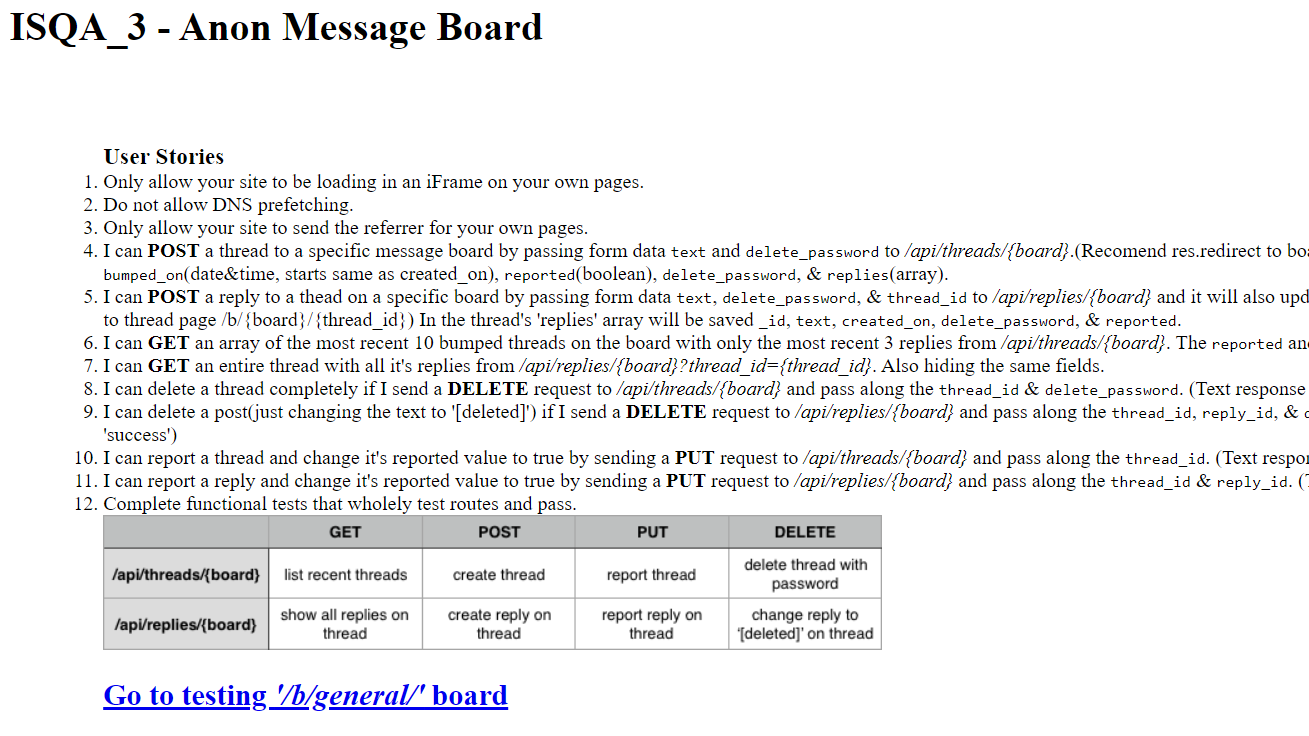 ISQA_3 - Anon Message Board
User Stories
1. Only allow your site to be loading in an iFrame on your own pages.
2. Do not allow DNS prefetching.
3. Only allow your site to send the referrer for your own pages.
4. I can POST a thread to a specific message board by passing form data text and delete_password to /api/threads/{board}.(Recomend res.redirect to
bumped_on(date&time, starts same as created_on), reported(boolean), delete_password, & replies(array).
5. I can POST a reply to a thead on a specific board by passing form data text, delete_password, & thread_id to /api/replies/{board} and it will also
to thread page /b/{board}/{thread_id}) In the thread's 'replies' array will be saved _id, text, created_on, delete_password, & reported.
6. I can GET an array of the most recent 10 bumped threads on the board with only the most recent 3 replies from /api/threads/{board}. The reported
7. I can GET an entire thread with all it's replies from /api/replies/{board}?thread_id={thread_id}. Also hiding the same fields.
8. I can delete a thread completely if I send a DELETE request to /api/threads/{board} and pass along the thread_id & delete_password. (Text response
9. I can delete a post(just changing the text to '[deleted]') if I send a DELETE request to /api/replies/{board} and pass along the thread_id, reply_id, &
'success')
10. I can report a thread and change it's reported value to true by sending a PUT request to /api/threads/{board} and pass along the thread_id. (Text
11. I can report a reply and change it's reported value to true by sending a PUT request to /api/replies/{board} and pass along the thread_id & reply_id.
12. Complete functional tests that wholely test routes and pass.
GET POST PUT DELETE
/api/threads/{board} list recent threads create thread report thread delete thread with password
/api/replies/{board} show all replies on thread create reply on thread report reply on thread change reply to '[deleted]' on thread
Go to testing '/b/general/' board